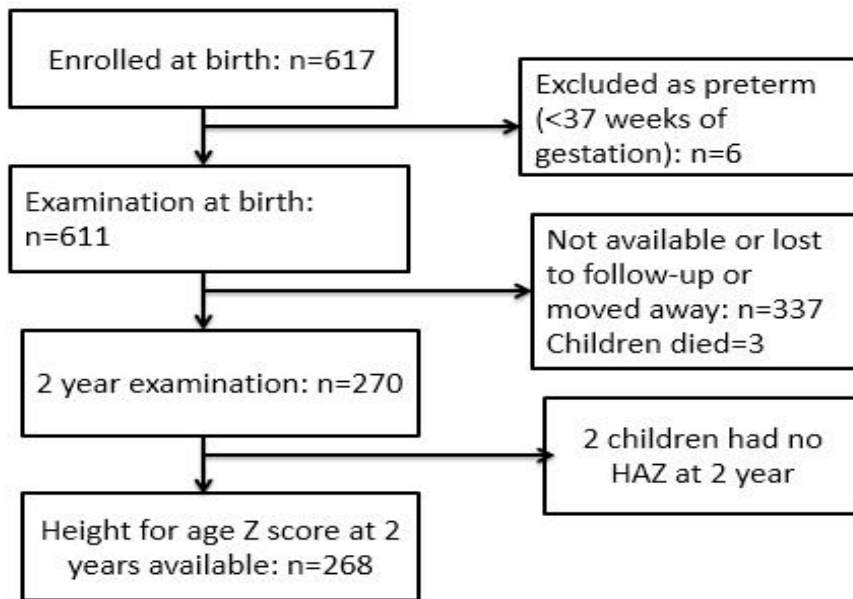 Enrolled at birth: n=617
Excluded as preterm
(<37 weeks of
gestation): n=6
Examination at birth:
n=611
Not available or lost
to follow-up or
moved away: n=337
Children died=3
2 year examination: n=270
2 children had no
HAZ at 2 year
Height for age Z score at 2
years available: n=268